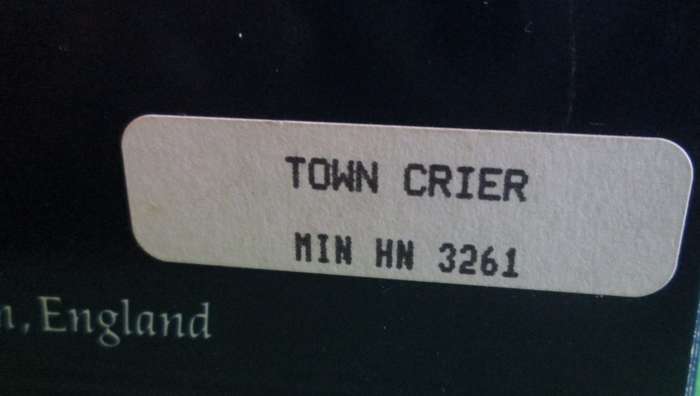 TOWN CRIER
MIN HN 3261
, England